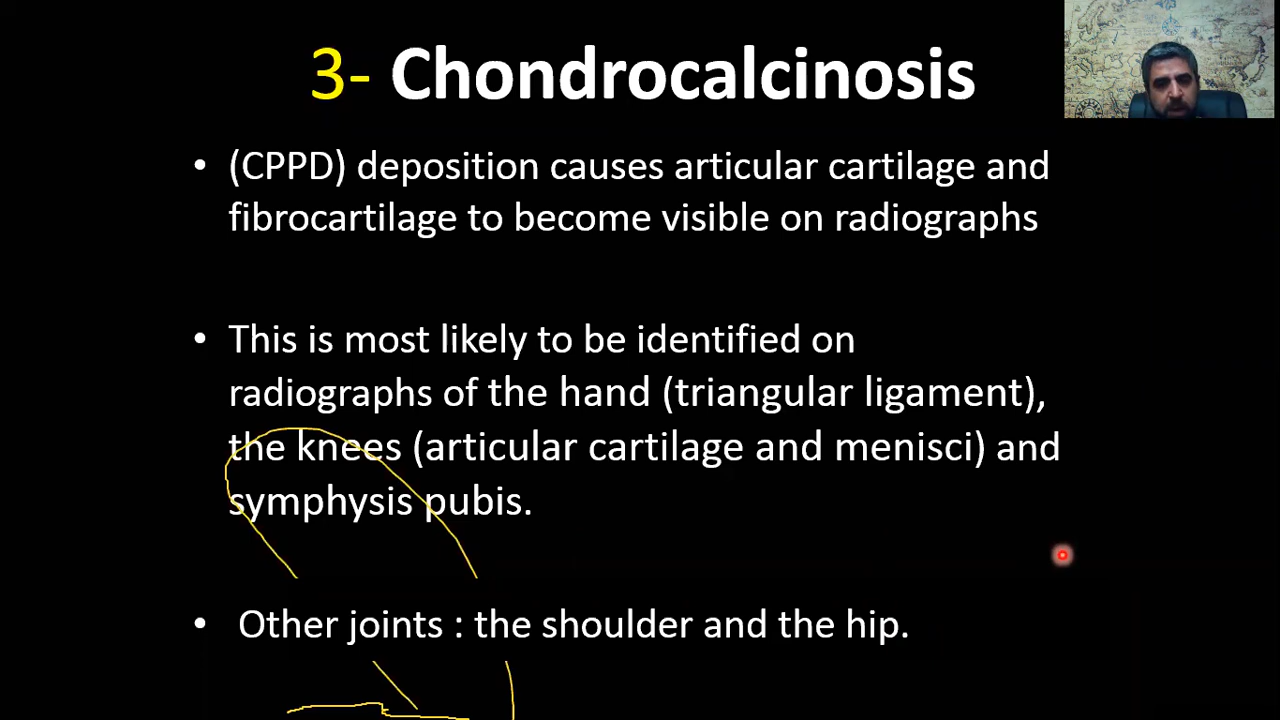 3- Chondrocalcinosis
• (CPPD) deposition causes articular cartilage and
fibrocartilage to become visible on radiographs
• This is most likely to be identified on
radiographs of the hand (triangular ligament),
the knees (articular cartilage and menisci) and
symphysis pubis.
• Other joints : the shoulder and the hip.